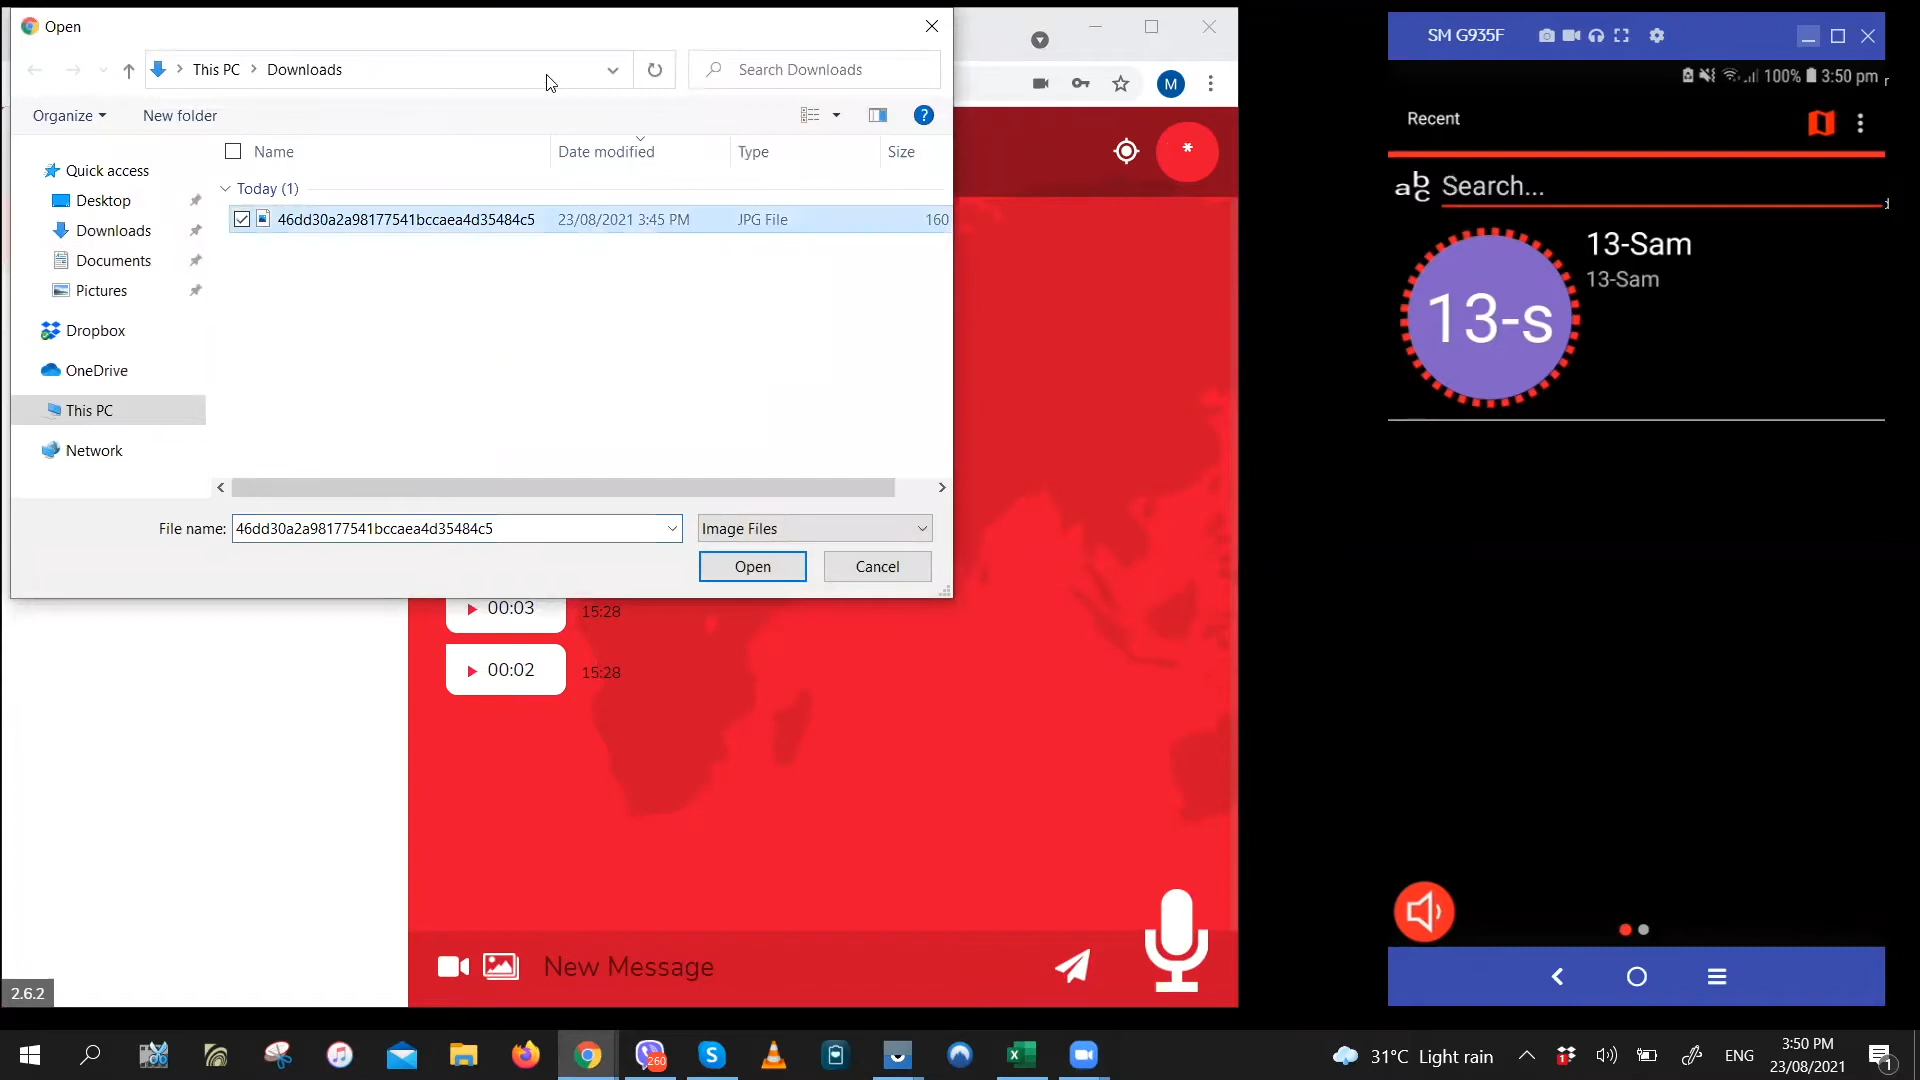 Open
This PC
Downloads
Search Downloads
Organize
New folder
?
Name
Date modified
Type
Size
Quick access
Desktop
Downloads
Documents
Pictures
Dropbox
OneDrive
This PC
Network
Today (1)
46dd30a2a98177541bccaea4d35484c5
23/08/2021 3:45 PM
JPG File
160
File name:
46dd30a2a98177541bccaea4d35484c5
Image Files
Open
Cancel
M
*
00:03
15:28
00:02
15:28
New Message
2.6.2
SM G935F
100%
3:50 pm
Recent
abc
Search...
13-s
13-Sam
13-Sam
260
31°C Light rain
1
ENG
3:50 PM
23/08/2021
1